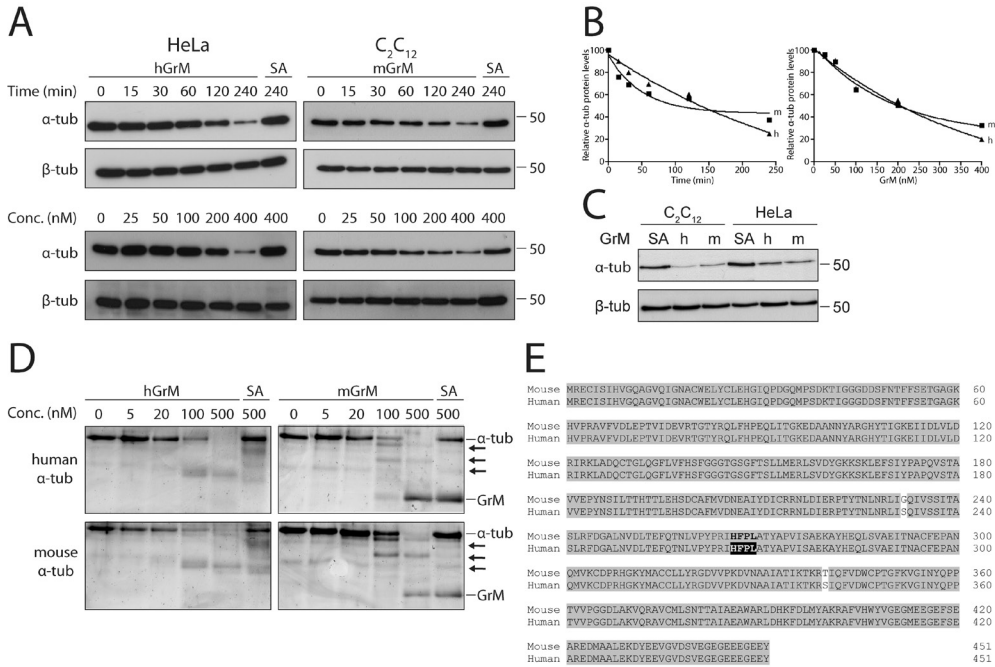 A
HeLa
C2C12
hGrM SA
mGrM SA
Time (min) 0 15 30 60 120 240 240
0 15 30 60 120 240 240
α-tub
50
β-tub
50
Conc. (nM) 0 25 50 100 200 400 400
0 25 50 100 200 400 400
α-tub
50
β-tub
50
B
Relative α-tub protein levels
100
80
60
40
20
0
0 50 100 150 200 250
Time (min)
m
h
Relative α-tub protein levels
100
80
60
40
20
0
0 100 200 300 400
GrM (nM)
m
h
C
C2C12 HeLa
GrM SA h m SA h m
α-tub
50
β-tub
50
D
hGrM SA
mGrM SA
Conc. (nM) 0 5 20 100 500 500
0 5 20 100 500 500
human
α-tub
α-tub
GrM
mouse
α-tub
α-tub
GrM
E
Mouse MRECISIHVGQAGVQIGNACWELYCLEHGIQPDGQMPSDKTIGGGDDSFNTFFSETGAGK 60
Human MRECISIHVGQAGVQIGNACWELYCLEHGIQPDGQMPSDKTIGGGDDSFNTFFSETGAGK 60
Mouse HVPRAVFVDLEPTVIDEVRTGTYRQLFHPEQLITGKEDAANNYARGHYTIGKEIIDLVLD 120
Human HVPRAVFVDLEPTVIDEVRTGTYRQLFHPEQLITGKEDAANNYARGHYTIGKEIIDLVLD 120
Mouse RIRKLADQCTGLQGFLVFHSFGGGTGSGFTSLLMERLSVDYGKKSKLEFSIYPAPQVSTA 180
Human RIRKLADQCTGLQGFLVFHSFGGGTGSGFTSLLMERLSVDYGKKSKLEFSIYPAPQVSTA 180
Mouse VVEPYNSILTTHTTLEHSDCAFMVDNEAIYDICRRNLDIERPTYTNLNRLIGQIVSSITA 240
Human VVEPYNSILTTHTTLEHSDCAFMVDNEAIYDICRRNLDIERPTYTNLNRLISQIVSSITA 240
Mouse SLRFDGALNVDLTEFQTNLVPYPRIHFPLATYAPVISAEKAYHEQLSVAEITNACFEPAN 300
Human SLRFDGALNVDLTEFQTNLVPYPRIHFPLATYAPVISAEKAYHEQLSVAEITNACFEPAN 300
Mouse QMVKCDPRHGKYMACCLLYRGDVVPKDVNAAIATIKTKRTIQFVDWCPTGFKVGINYQPP 360
Human QMVKCDPRHGKYMACCLLYRGDVVPKDVNAAIATIKTKRSIQFVDWCPTGFKVGINYQPP 360
Mouse TVVPGGDLAKVQRAVCMLSNTTAIAEAWARLDHKFDLMYAKRAFVHWYVGEGMEEGEFSE 420
Human TVVPGGDLAKVQRAVCMLSNTTAIAEAWARLDHKFDLMYAKRAFVHWYVGEGMEEGEFSE 420
Mouse AREDMAALEKDYEEVGVDSVEGEGEEEGEEY 451
Human AREDMAALEKDYEEVGVDSVEGEGEEEGEEY 451